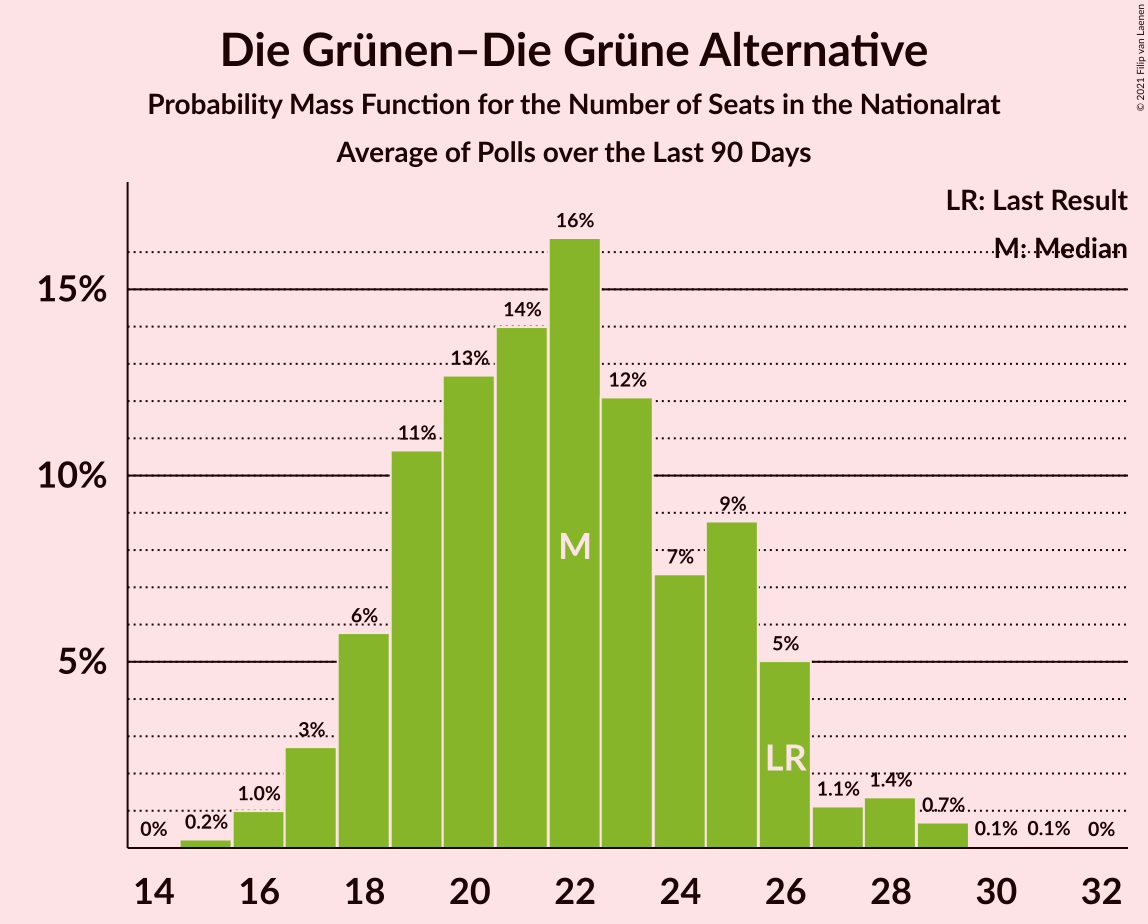 Die Grünen–Die Grüne Alternative
Probability Mass Function for the Number of Seats in the Nationalrat
Average of Polls over the Last 90 Days
© 2021 Filip van Laenen
LR: Last Result
M: Median
15%
10%
5%
0%
0.2%
1.0%
3%
6%
11%
13%
14%
16%
12%
7%
9%
5%
1.1%
1.4%
0.7%
0.1%
0.1%
0%
M
LR
14 16 18 20 22 24 26 28 30 32